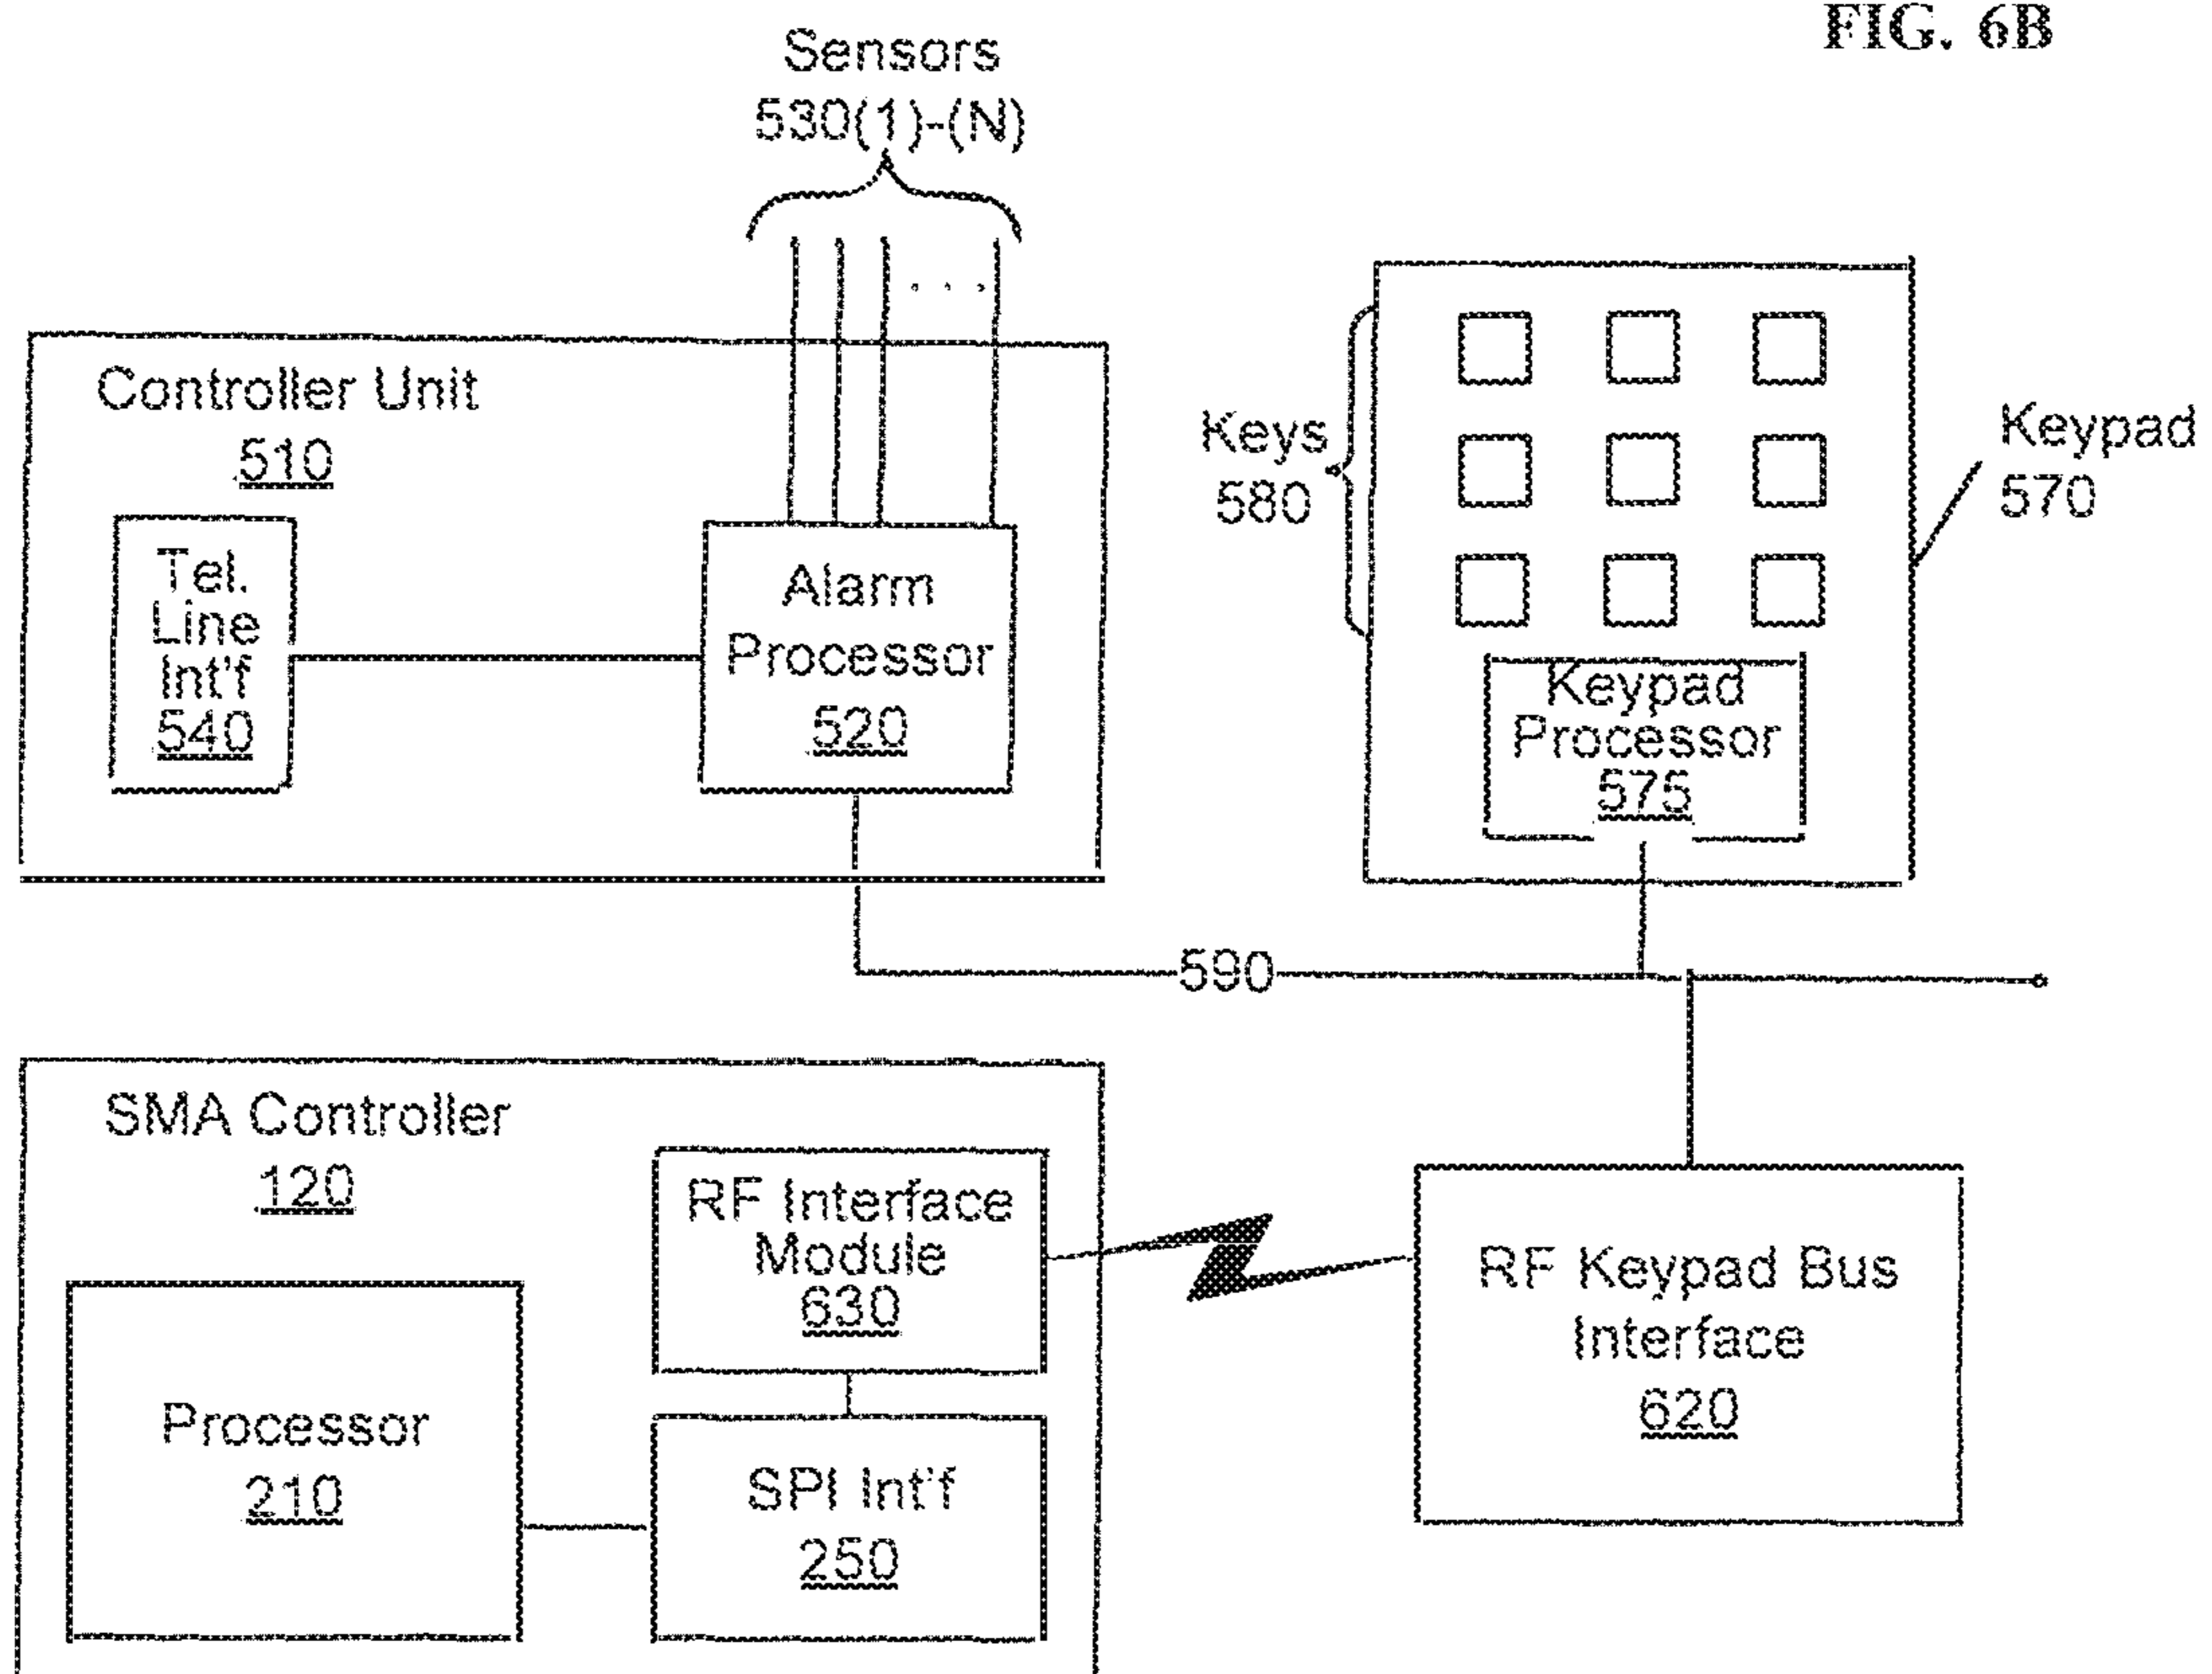 FIG. 6B
Sensors
530(1)-(N)
Controller Unit
510
Tel.
Line
Int'f
540
Alarm
Processor
520
Keys
580
Keypad
570
Keypad
Processor
575
590
SMA Controller
120
RF Interface
Module
630
Processor
210
SPI Int'f
250
RF Keypad Bus
Interface
620